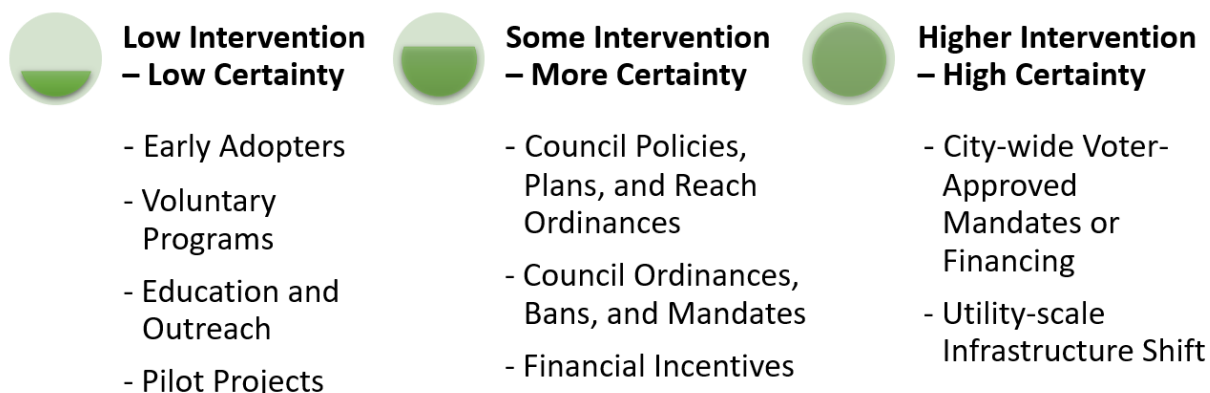 Low Intervention
– Low Certainty
- Early Adopters
- Voluntary
Programs
- Education and
Outreach
- Pilot Projects
Some Intervention
– More Certainty
- Council Policies,
Plans, and Reach
Ordinances
- Council Ordinances,
Bans, and Mandates
- Financial Incentives
Higher Intervention
– High Certainty
- City-wide Voter-
Approved
Mandates or
Financing
- Utility-scale
Infrastructure Shift